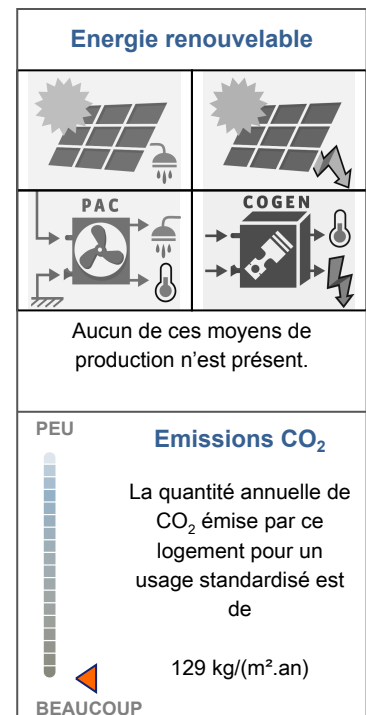 Energie renouvelable
PAC
COGEN
Aucun de ces moyens de
production n'est présent.
PEU
Emissions CO₂
La quantité annuelle de
CO₂ émise par ce
logement pour un
usage standardisé est
de
129 kg/(m².an)
BEAUCOUP